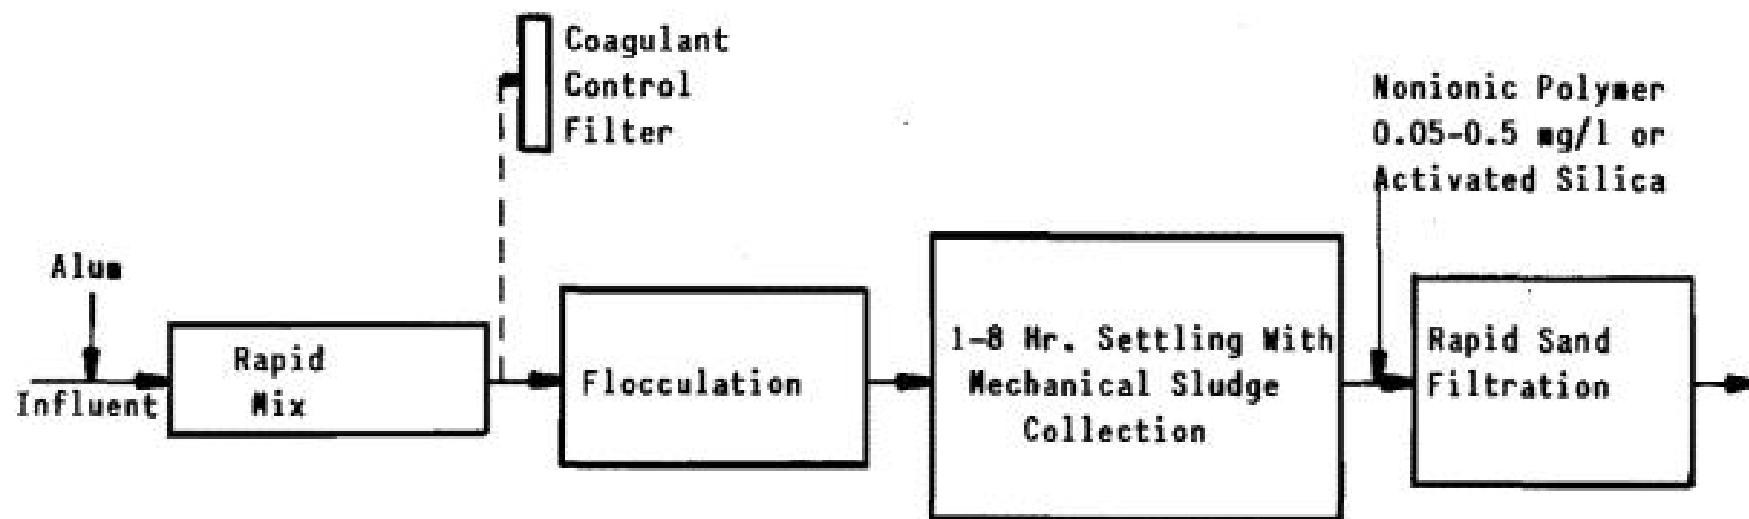 Coagulant
Control
Filter
Nonionic Polymer
0.05-0.5 mg/l or
Activated Silica
Alum
Influent
Rapid
Mix
Flocculation
1-8 Hr. Settling With
Mechanical Sludge
Collection
Rapid Sand
Filtration